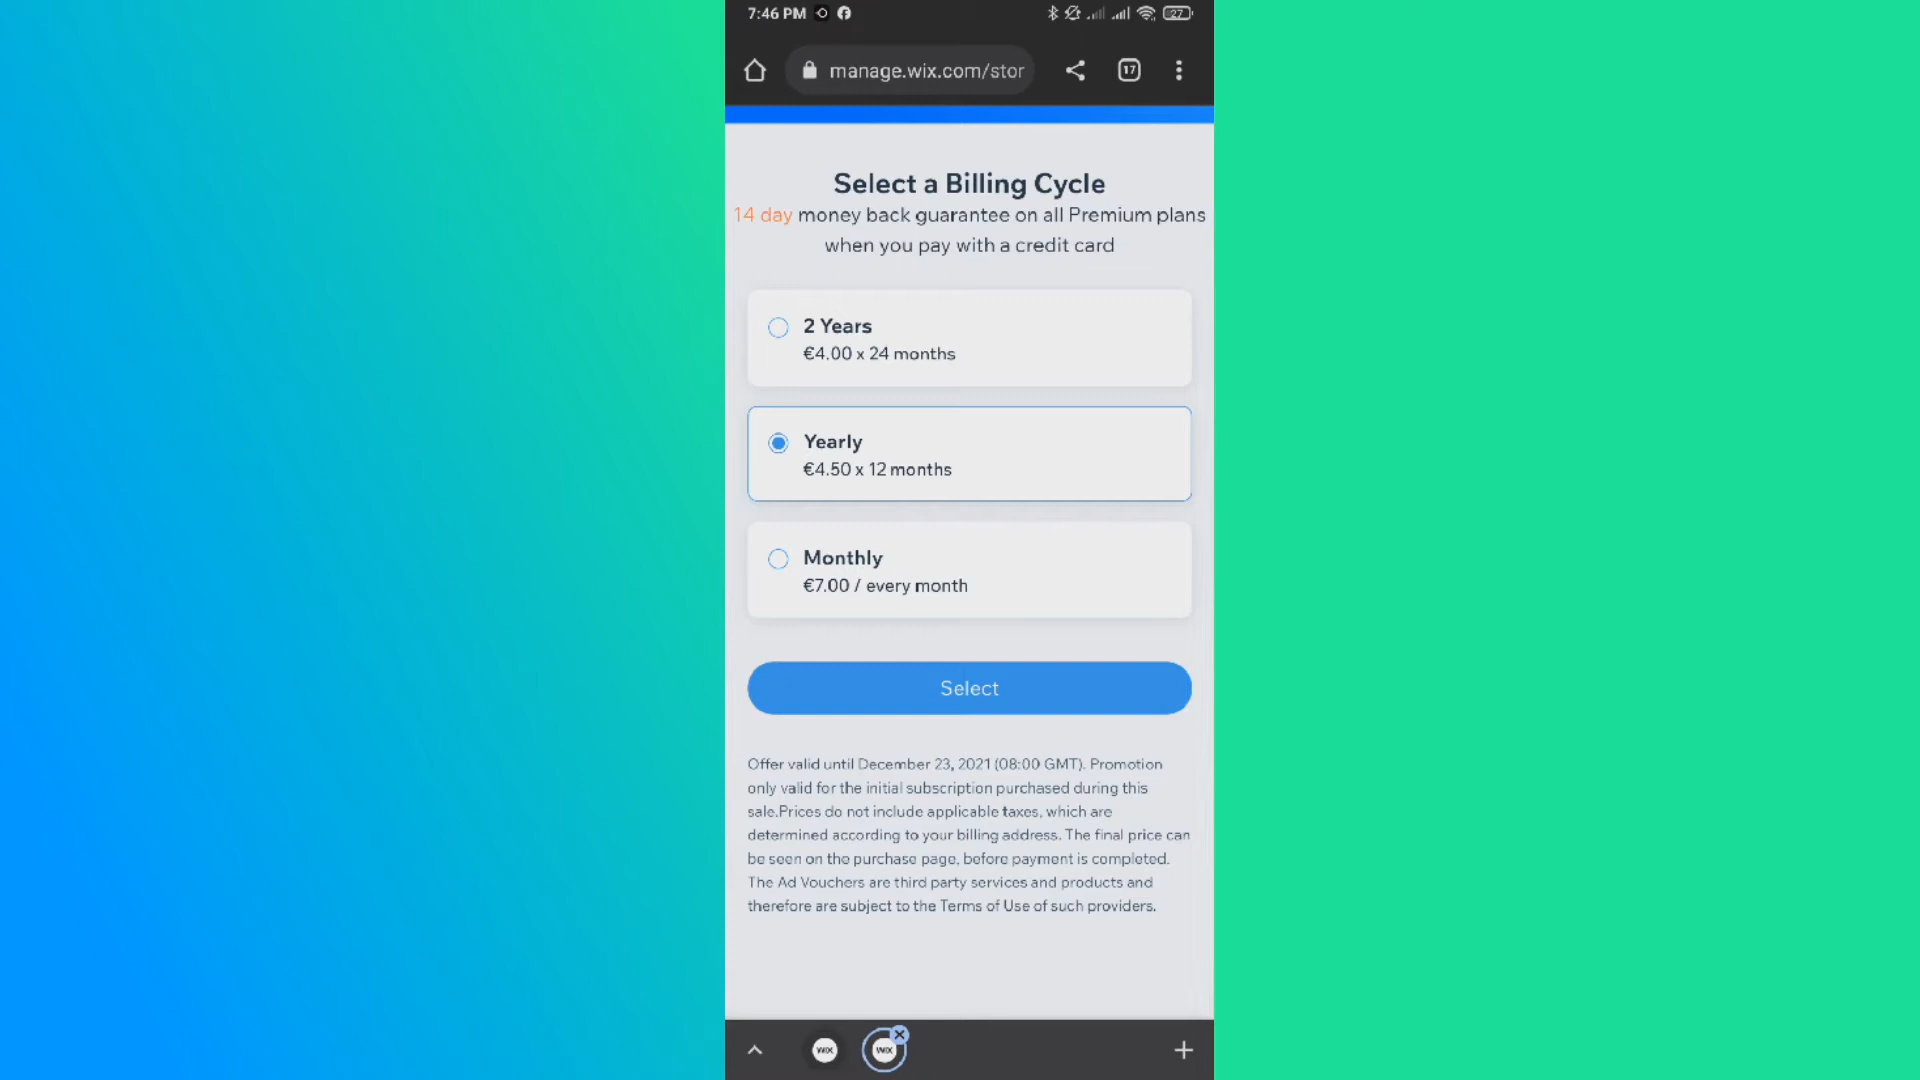 7:46 PM
27
manage.wix.com/stor
17
Select a Billing Cycle
14 day money back guarantee on all Premium plans
when you pay with a credit card
2 Years
€4.00 x 24 months
Yearly
€4.50 x 12 months
Monthly
€7.00 / every month
Select
Offer valid until December 23, 2021 (08:00 GMT). Promotion
only valid for the initial subscription purchased during this
sale.Prices do not include applicable taxes, which are
determined according to your billing address. The final price can
be seen on the purchase page, before payment is completed.
The Ad Vouchers are third party services and products and
therefore are subject to the Terms of Use of such providers.
WIX
WIX